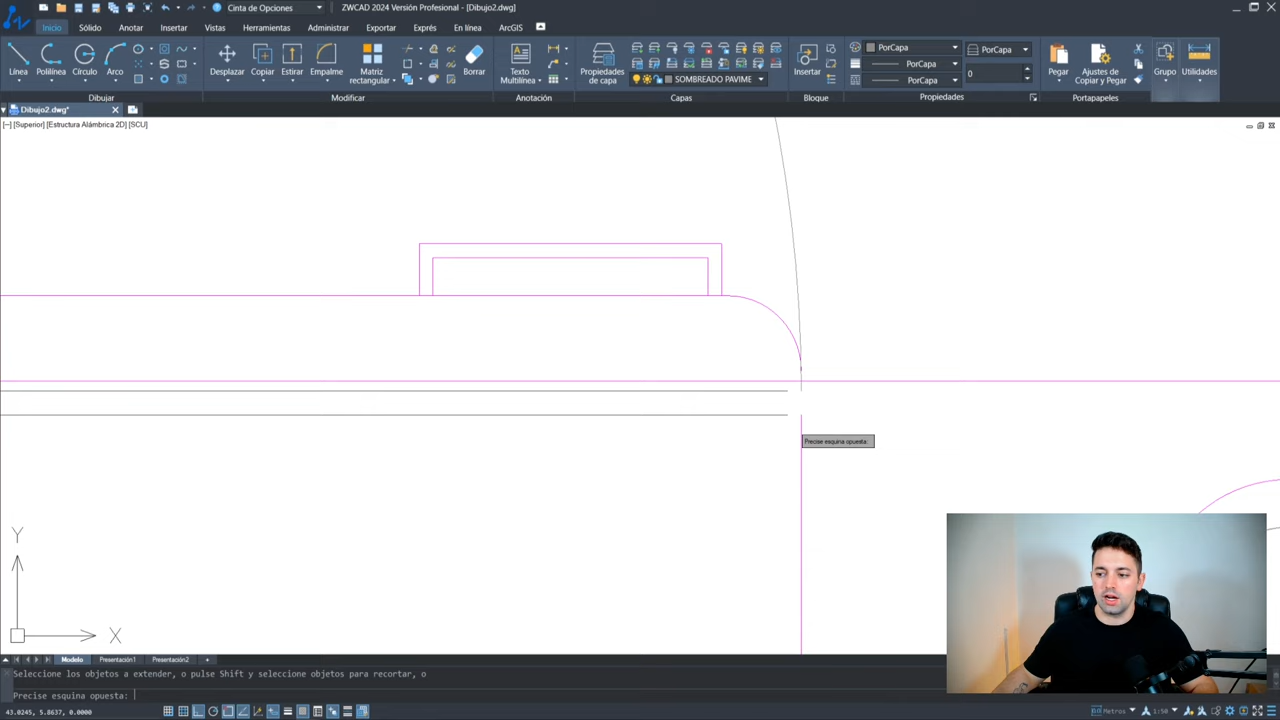 Cinta de Opciones
ZWCAD 2024 Versión Profesional - [Dibujo2.dwg]
Inicio Sólido Anotar Insertar Vistas Herramientas Administrar Exportar Exprés En línea ArcGIS
Línea Polilínea Círculo Arco Desplazar Copiar Estirar Empalme Matriz rectangular Borrar Texto Multilínea Propiedades de capa SOMBREADO PAVIME Insertar PorCapa PorCapa
PorCapa
PorCapa 0
Pegar Ajustes de Copiar y Pegar Grupo Utilidades
Dibujar Modificar Anotación Capas Bloque Propiedades Portapapeles
Dibujo2.dwg*
[−] [Superior] [Estructura Alámbrica 2D] [SCU]
Precise esquina opuesta:
Y
X
Modelo Presentación1 Presentación2 +
Seleccione los objetos a extender, o pulse Shift y seleccione objetos para recortar, o
Precise esquina opuesta:
43.0245, 5.8637, 0.0000
Metros 1:50